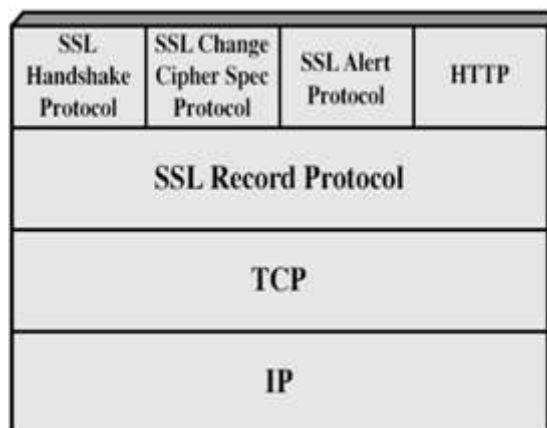 SSL
Handshake
Protocol
SSL Change
Cipher Spec
Protocol
SSL Alert
Protocol
HTTP
SSL Record Protocol
TCP
IP